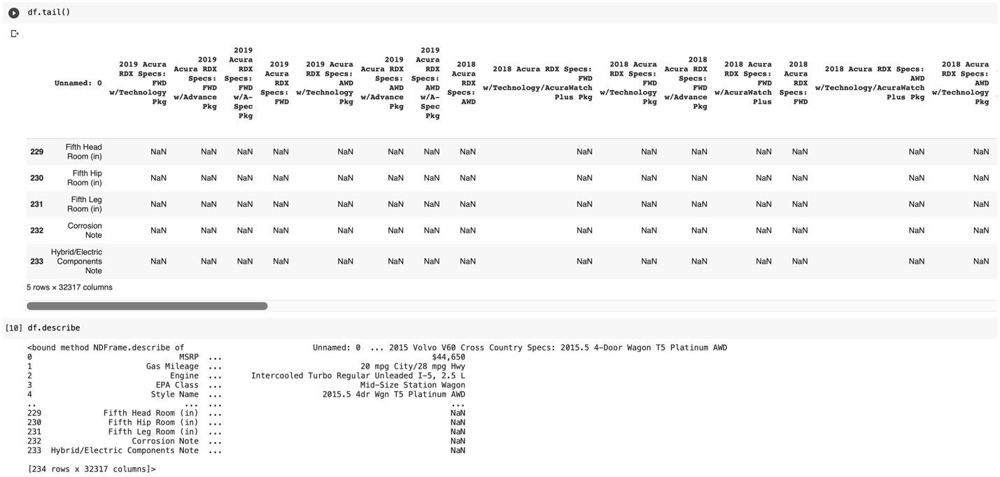 df.tail()
Unnamed: 0 2019 Acura RDX Specs: FWD w/Technology Pkg 2019 Acura RDX Specs: FWD w/Advance Pkg 2019 Acura RDX Specs: FWD w/A-Spec Pkg 2019 Acura RDX Specs: FWD 2019 Acura RDX Specs: AWD w/Technology Pkg 2019 Acura RDX Specs: AWD w/Advance Pkg 2019 Acura RDX Specs: AWD w/A-Spec Pkg 2018 Acura RDX Specs: AWD 2018 Acura RDX Specs: FWD w/Technology/AcuraWatch Plus Pkg 2018 Acura RDX Specs: FWD w/Technology Pkg 2018 Acura RDX Specs: FWD w/Advance Pkg 2018 Acura RDX Specs: FWD w/AcuraWatch Plus 2018 Acura RDX Specs: FWD 2018 Acura RDX Specs: AWD w/Technology/AcuraWatch Plus Pkg 2018 Acura RDX Specs: AWD w/Technology Pkg
229 Fifth Head Room (in) NaN NaN NaN NaN NaN NaN NaN NaN NaN NaN NaN NaN NaN NaN NaN
230 Fifth Hip Room (in) NaN NaN NaN NaN NaN NaN NaN NaN NaN NaN NaN NaN NaN NaN NaN
231 Fifth Leg Room (in) NaN NaN NaN NaN NaN NaN NaN NaN NaN NaN NaN NaN NaN NaN NaN
232 Corrosion Note NaN NaN NaN NaN NaN NaN NaN NaN NaN NaN NaN NaN NaN NaN NaN
233 Hybrid/Electric Components Note NaN NaN NaN NaN NaN NaN NaN NaN NaN NaN NaN NaN NaN NaN NaN
5 rows × 32317 columns
[10] df.describe
<bound method NDFrame.describe of Unnamed: 0 ... 2015 Volvo V60 Cross Country Specs: 2015.5 4-Door Wagon T5 Platinum AWD
0 MSRP ... $44,650
1 Gas Mileage ... 20 mpg City/28 mpg Hwy
2 Engine ... Intercooled Turbo Regular Unleaded I-5, 2.5 L
3 EPA Class ... Mid-Size Station Wagon
4 Style Name ... 2015.5 4dr Wgn T5 Platinum AWD
.. ... ... ...
229 Fifth Head Room (in) ... NaN
230 Fifth Hip Room (in) ... NaN
231 Fifth Leg Room (in) ... NaN
232 Corrosion Note ... NaN
233 Hybrid/Electric Components Note ... NaN
[234 rows x 32317 columns]>